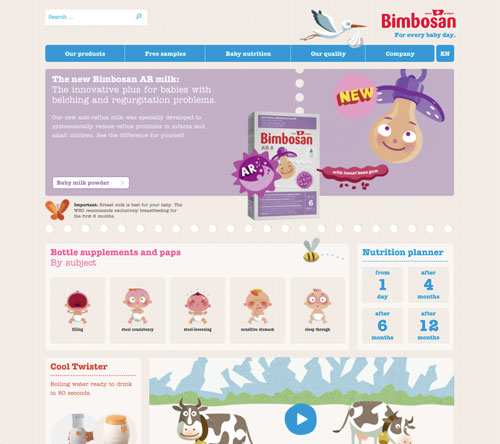 Search ...
Bimbosan
For every baby day.
Our products
Free samples
Baby nutrition
Our quality
Company
EN
The new Bimbosan AR milk:
The innovative plus for babies with
belching and regurgitation problems.
Our new anti-reflux milk was specially developed to
systematically reduce reflux problems in infants and
small children. See the difference for yourself.
Baby milk powder
NEW
Bimbosan
AR
AR
6
with locust bean gum
Important: Breast milk is best for your baby. The
WHO recommends exclusively breastfeeding for
the first 6 months.
Bottle supplements and paps
By subject
filling
stool consistency
stool-loosening
sensitive stomach
sleep through
Nutrition planner
from
1
day
after
4
months
after
6
months
after
12
months
Cool Twister
Boiling water ready to drink
in 80 seconds.